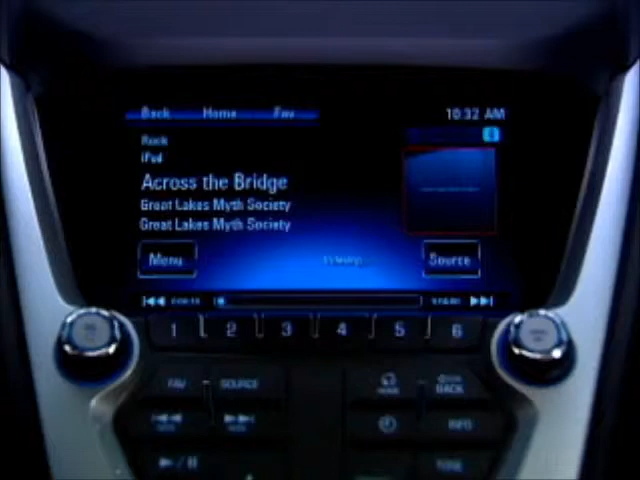 Back Home Fav 10:32 AM
Rock
iPod
Across the Bridge
Great Lakes Myth Society
Great Lakes Myth Society
Menu Source
1 2 3 4 5 6
FAV SOURCE BACK
INFO
TONE